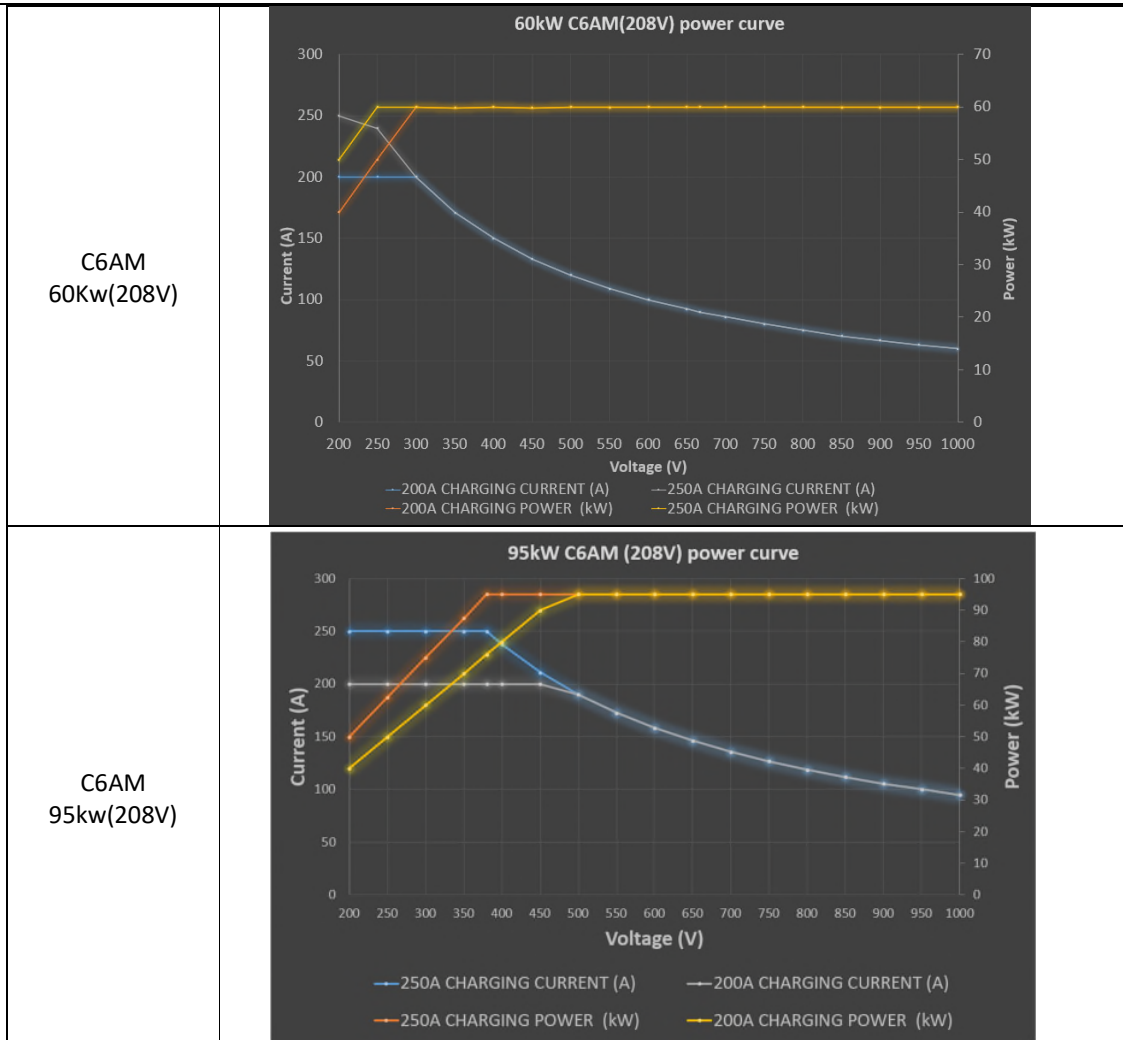 C6AM
60Kw(208V)
60kW C6AM(208V) power curve
300
250
200
150
100
50
0
Current (A)
70
60
50
40
30
20
10
0
Power (kW)
200 250 300 350 400 450 500 550 600 650 700 750 800 850 900 950 1000
Voltage (V)
200A CHARGING CURRENT (A) 250A CHARGING CURRENT (A)
200A CHARGING POWER (kW) 250A CHARGING POWER (kW)
C6AM
95kw(208V)
95kW C6AM (208V) power curve
300
250
200
150
100
50
0
Current (A)
100
90
80
70
60
50
40
30
20
10
0
Power (kW)
200 250 300 350 400 450 500 550 600 650 700 750 800 850 900 950 1000
Voltage (V)
250A CHARGING CURRENT (A) 200A CHARGING CURRENT (A)
250A CHARGING POWER (kW) 200A CHARGING POWER (kW)